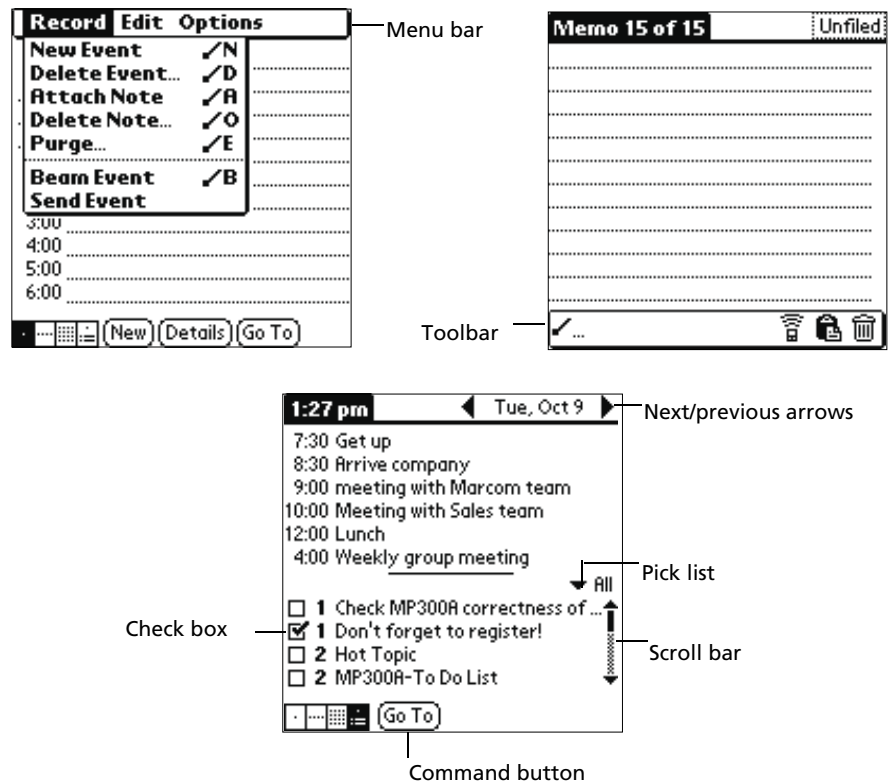 Record Edit Options
New Event /N
Delete Event... /D
Attach Note /A
Delete Note... /O
Purge... /E
Beam Event /B
Send Event
3:00
4:00
5:00
6:00
New Details Go To
Menu bar
Memo 15 of 15 Unfiled
Toolbar
/...
1:27 pm Tue, Oct 9
Next/previous arrows
7:30 Get up
8:30 Arrive company
9:00 meeting with Marcom team
10:00 Meeting with Sales team
12:00 Lunch
4:00 Weekly group meeting
All
Pick list
1 Check MP300A correctness of ...
Check box
1 Don't forget to register!
2 Hot Topic
Scroll bar
2 MP300A-To Do List
Go To
Command button